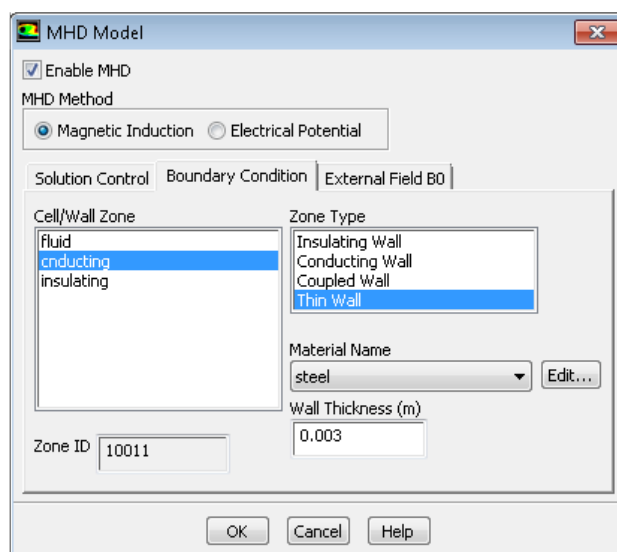 MHD Model
Enable MHD
MHD Method
Magnetic Induction Electrical Potential
Solution Control Boundary Condition External Field B0
Cell/Wall Zone
fluid
cnducting
insulating
Zone Type
Insulating Wall
Conducting Wall
Coupled Wall
Thin Wall
Material Name
steel Edit...
Wall Thickness (m)
0.003
Zone ID 10011
OK Cancel Help